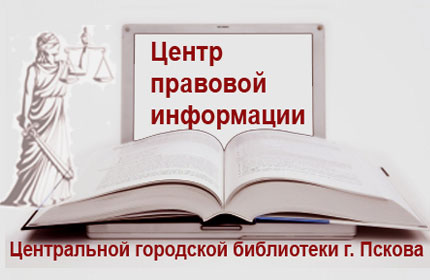 Центр
правовой
информации
Центральной городской библиотеки г. Пскова